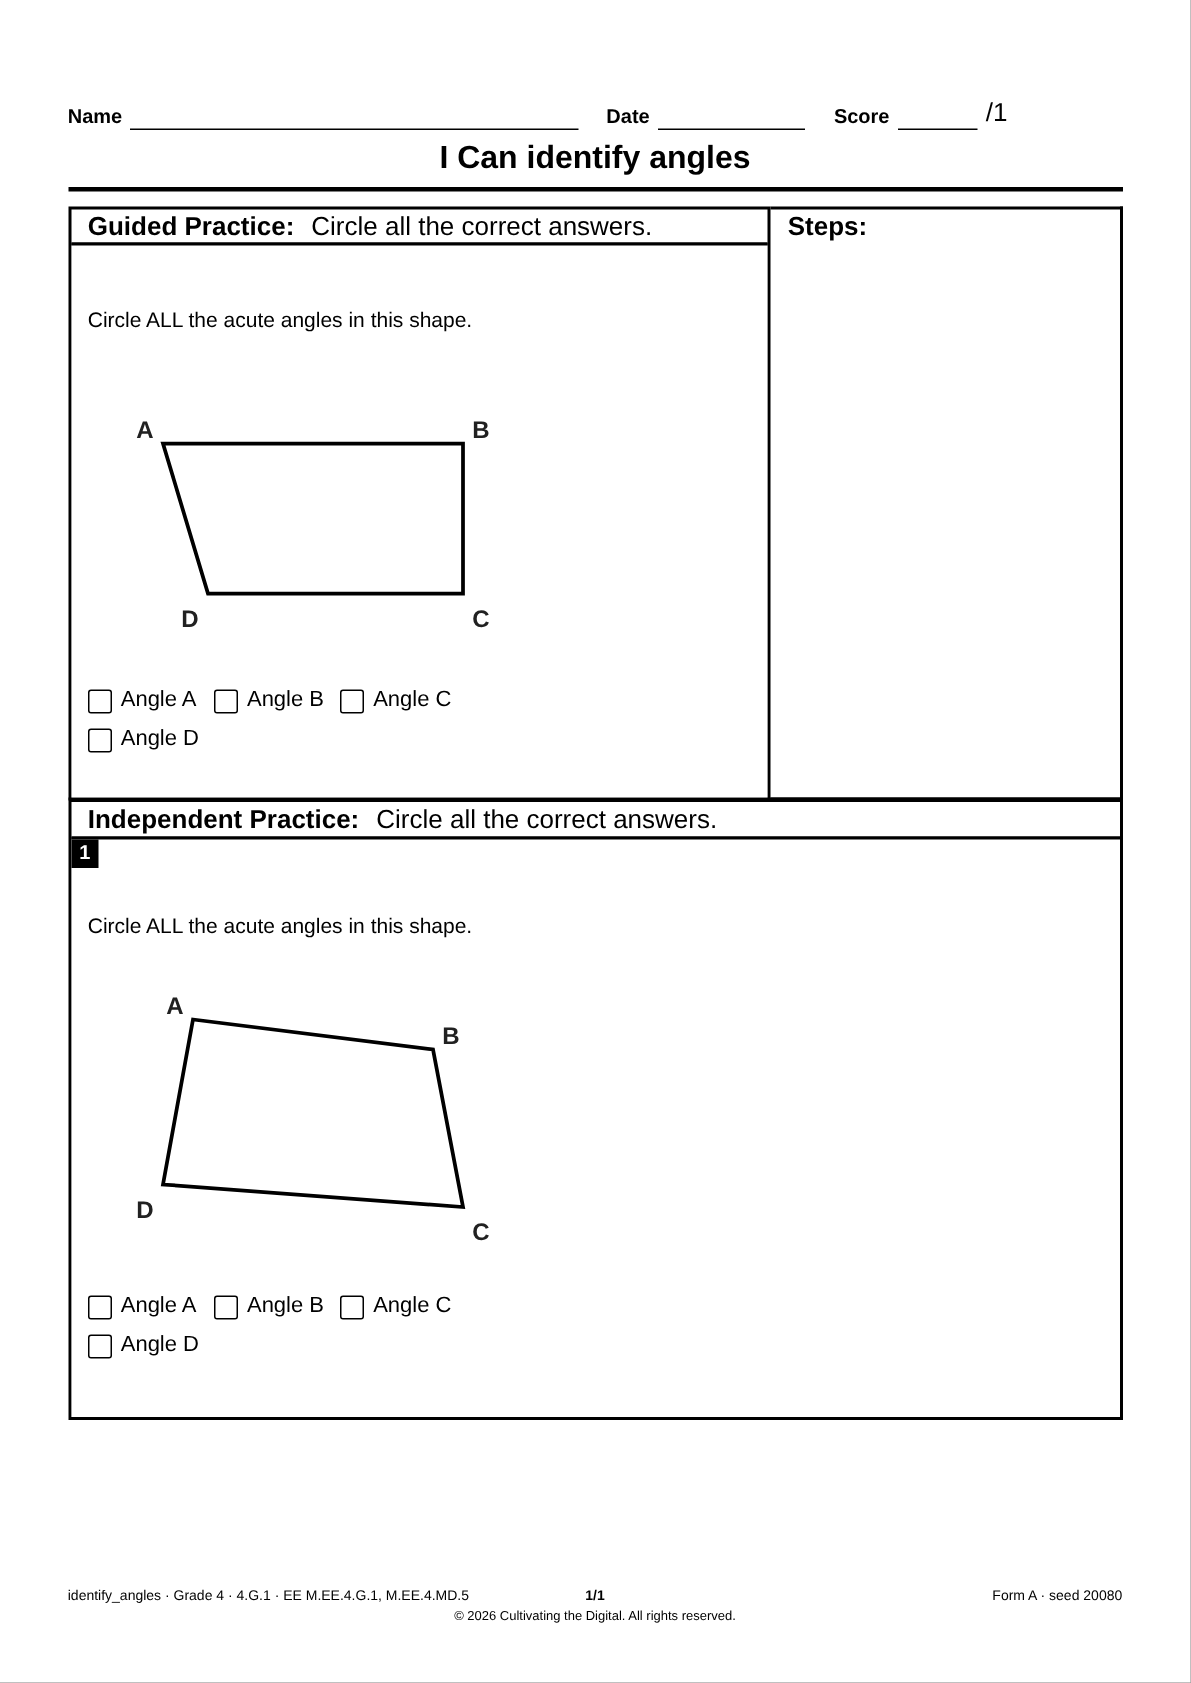 Name Date Score /1
I Can identify angles
Guided Practice: Circle all the correct answers.
Steps:
Circle ALL the acute angles in this shape.
A B
D C
Angle A Angle B Angle C
Angle D
Independent Practice: Circle all the correct answers.
1
Circle ALL the acute angles in this shape.
A
B
D
C
Angle A Angle B Angle C
Angle D
identify_angles · Grade 4 · 4.G.1 · EE M.EE.4.G.1, M.EE.4.MD.5 1/1 Form A · seed 20080
© 2026 Cultivating the Digital. All rights reserved.